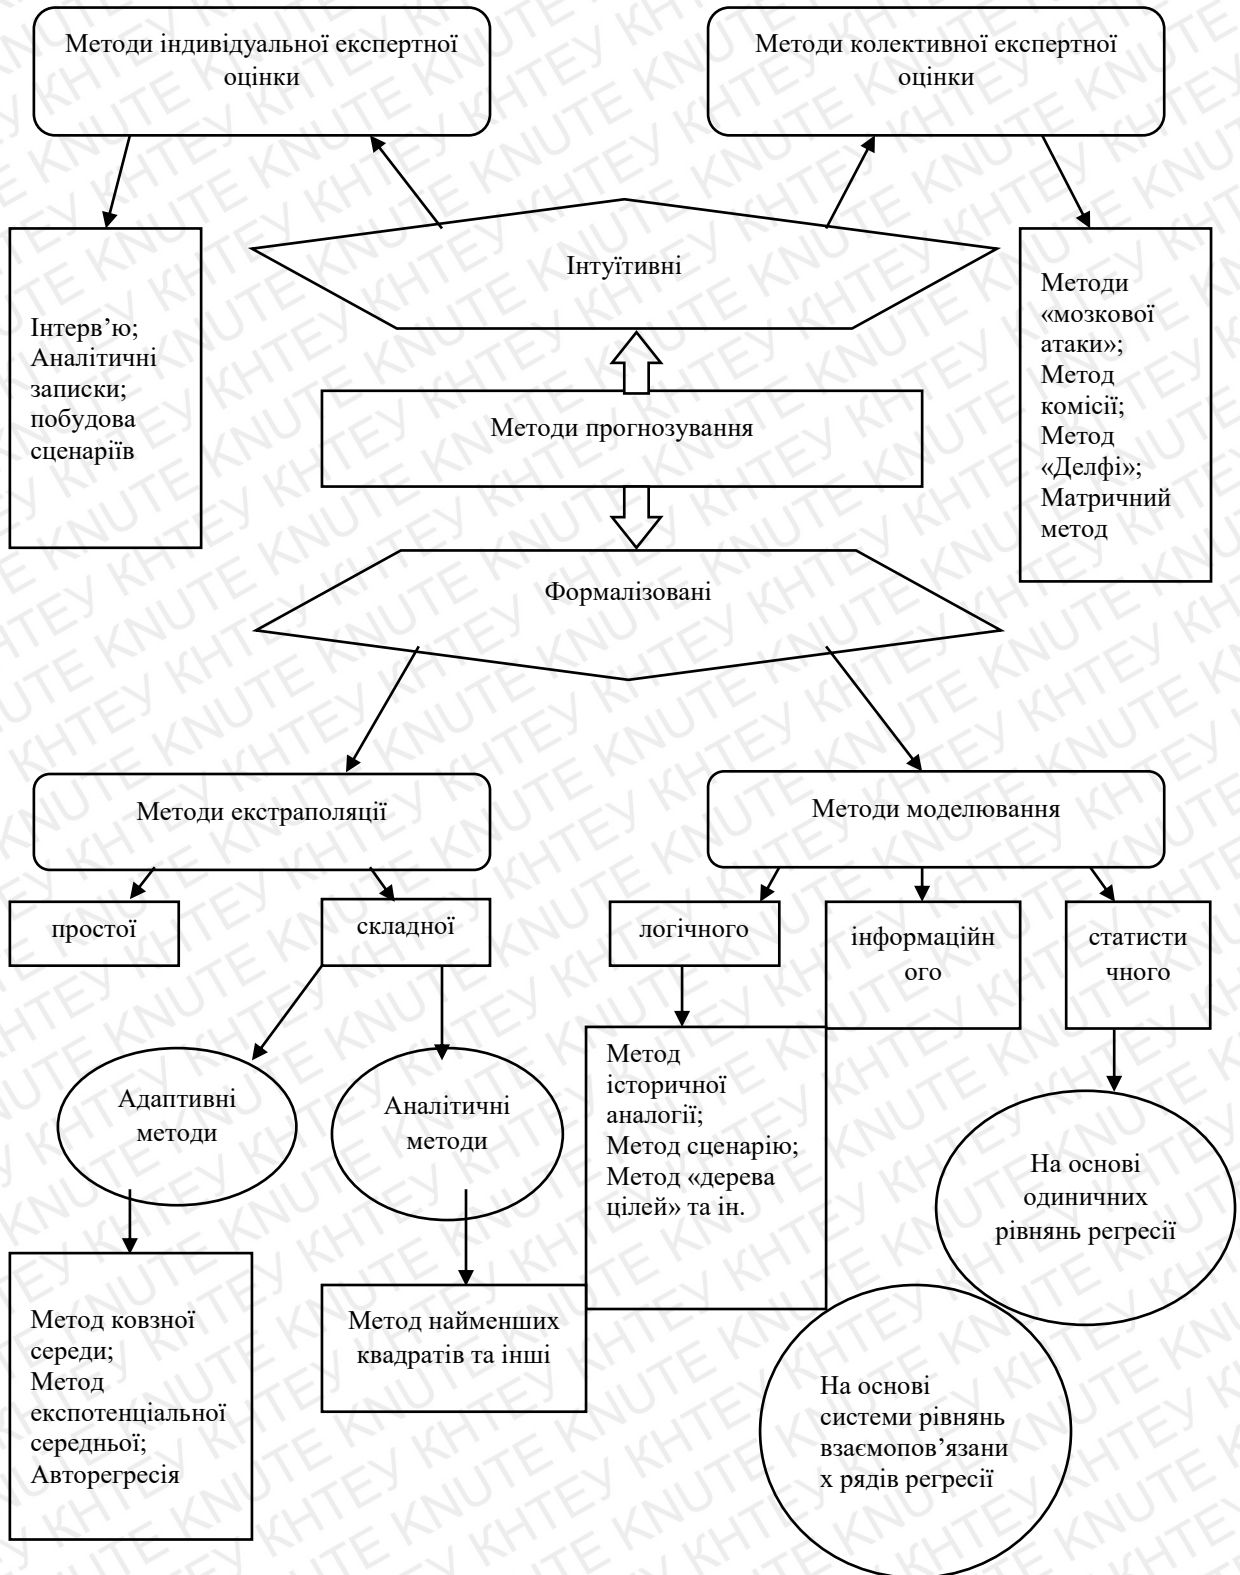 Методи індивідуальної експертної
оцінки
Методи колективної експертної
оцінки
Інтуїтивні
Інтерв’ю;
Аналітичні
записки;
побудова
сценаріїв
Методи
«мозкової
атаки»;
Метод
комісії;
Метод
«Делфі»;
Матричний
метод
Методи прогнозування
Формалізовані
Методи екстраполяції
Методи моделювання
простої
складної
логічного
інформаційн
ого
статисти
чного
Адаптивні
методи
Аналітичні
методи
Метод
історичної
аналогії;
Метод сценарію;
Метод «дерева
цілей» та ін.
На основі
одиничних
рівнянь регресії
Метод ковзної
середи;
Метод
експотенціальної
середньої;
Авторегресія
Метод найменших
квадратів та інші
На основі
системи рівнянь
взаємопов’язани
х рядів регресії
KNUTE КНТЕУ